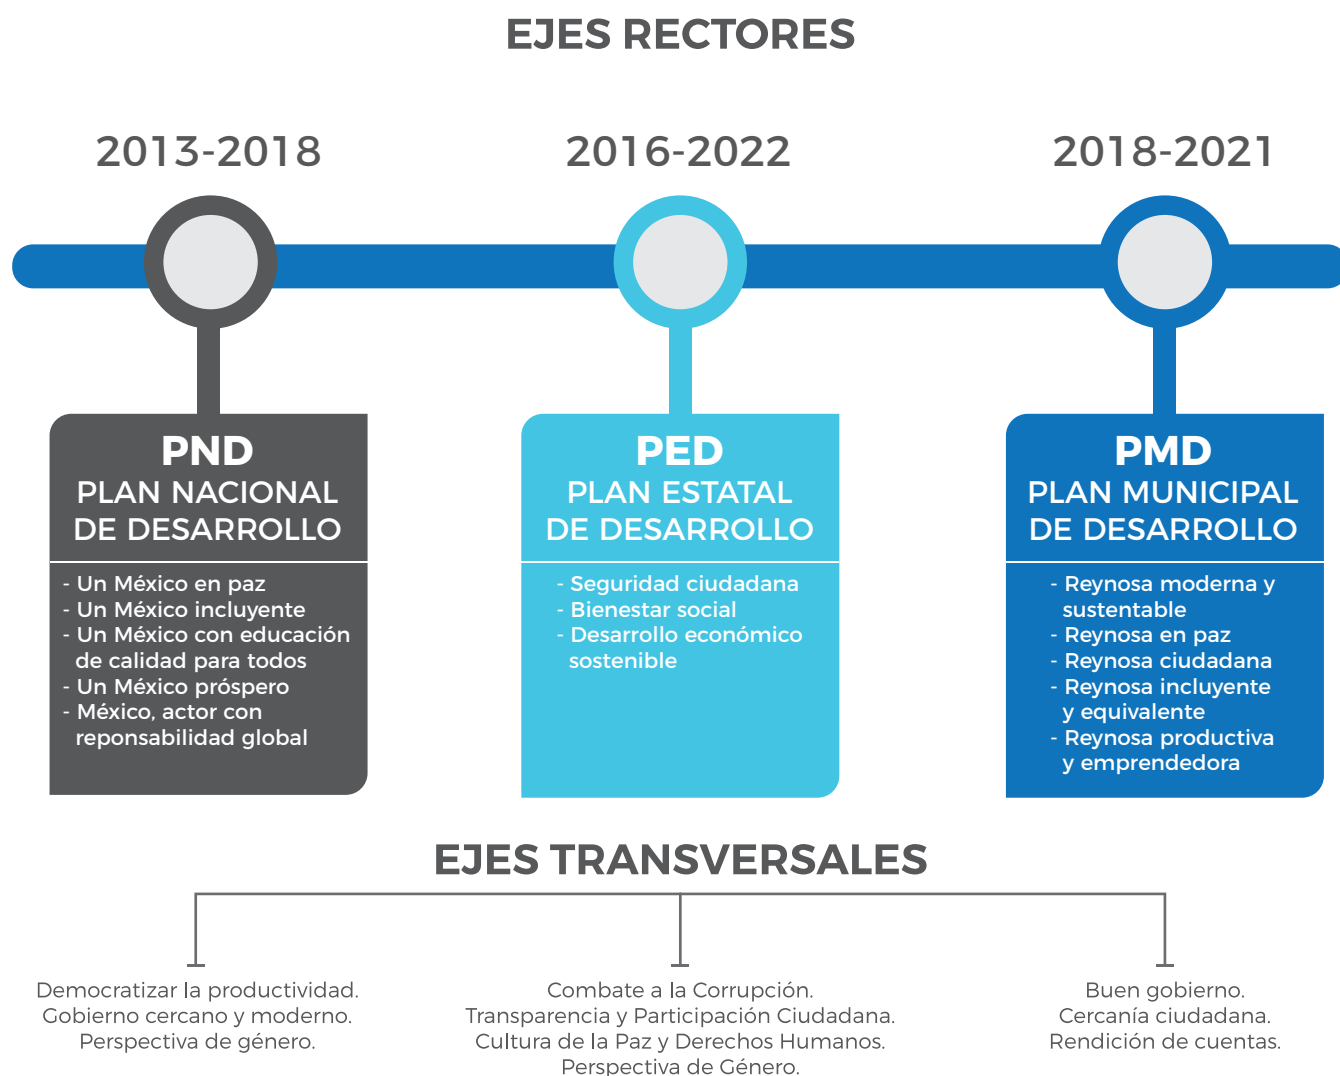 EJES RECTORES
2013-2018
2016-2022
2018-2021
PND
PLAN NACIONAL
DE DESARROLLO
- Un México en paz
- Un México incluyente
- Un México con educación
de calidad para todos
- Un México próspero
- México, actor con
reponsabilidad global
PED
PLAN ESTATAL
DE DESARROLLO
- Seguridad ciudadana
- Bienestar social
- Desarrollo económico
sostenible
PMD
PLAN MUNICIPAL
DE DESARROLLO
- Reynosa moderna y
sustentable
- Reynosa en paz
- Reynosa ciudadana
- Reynosa incluyente
y equivalente
- Reynosa productiva
y emprendedora
EJES TRANSVERSALES
Democratizar la productividad.
Gobierno cercano y moderno.
Perspectiva de género.
Combate a la Corrupción.
Transparencia y Participación Ciudadana.
Cultura de la Paz y Derechos Humanos.
Perspectiva de Género.
Buen gobierno.
Cercanía ciudadana.
Rendición de cuentas.